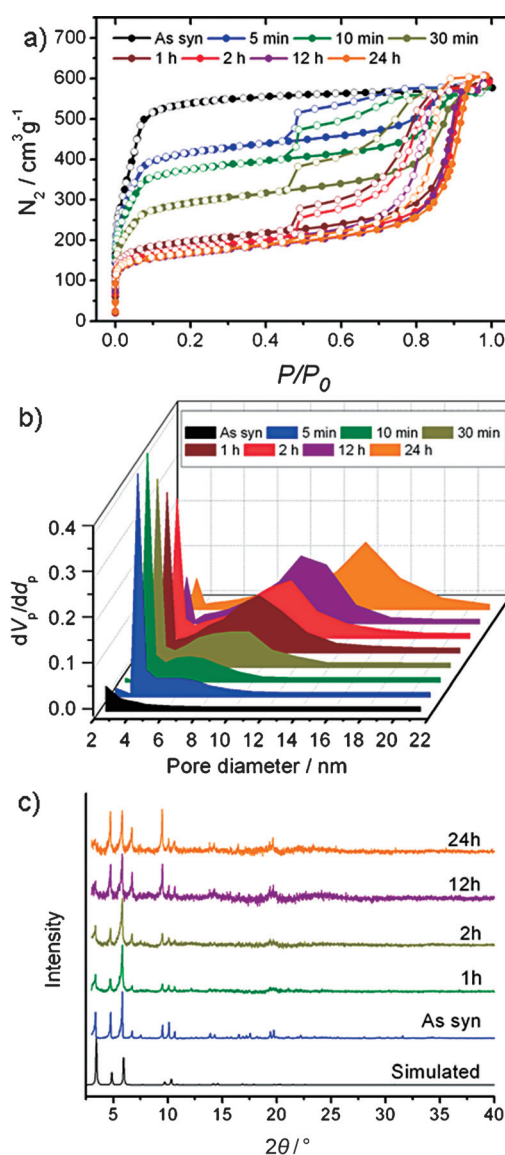 a)
As syn 5 min 10 min 30 min
1 h 2 h 12 h 24 h
700
600
500
400
300
200
100
0
N2 / cm3g-1
0.0 0.2 0.4 0.6 0.8 1.0
P/P0
b)
As syn 5 min 10 min 30 min
1 h 2 h 12 h 24 h
0.4
0.3
0.2
0.1
0.0
dVp/ddp
2 4 6 8 10 12 14 16 18 20 22
Pore diameter / nm
c)
24h
12h
2h
1h
As syn
Simulated
Intensity
5 10 15 20 25 30 35 40
2θ / °